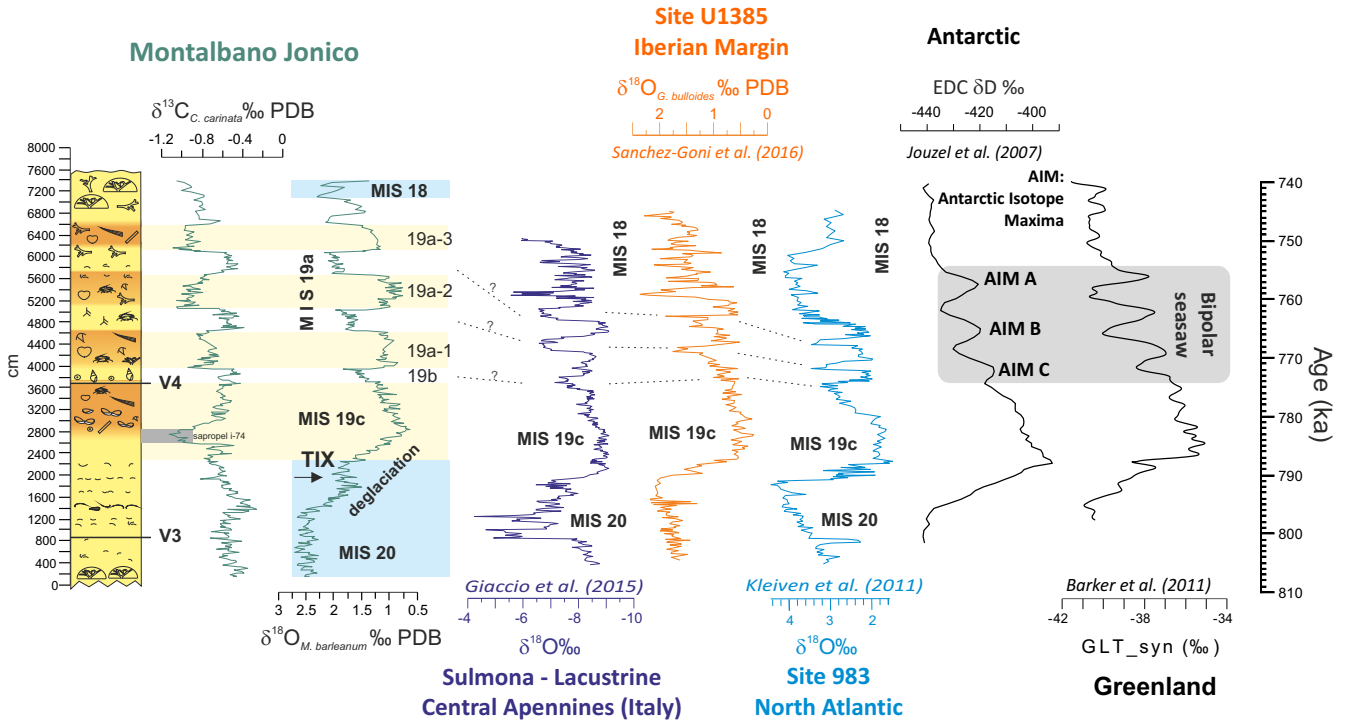 Montalbano Jonico
Site U1385
Iberian Margin
Antarctic
δ13C C. carinata ‰ PDB
-1.2 -0.8 -0.4 0
δ18O G. bulloides ‰ PDB
2 1 0
Sanchez-Goni et al. (2016)
EDC δD ‰
-440 -420 -400
Jouzel et al. (2007)
AIM:
Antarctic Isotope
Maxima
cm
8000
7600
7200
6800
6400
6000
5600
5200
4800
4400
4000
3600
3200
2800
2400
2000
1600
1200
800
400
0
V4
V3
sapropel i-74
MIS 18
19a-3
MIS 19a
19a-2
19a-1
19b
MIS 19c
TIX
deglaciation
MIS 20
?
?
?
MIS 18
MIS 19c
MIS 20
MIS 18
MIS 19c
MIS 18
MIS 19c
MIS 20
AIM A
AIM B
AIM C
Bipolar
seasaw
740
750
760
770
780
790
800
810
Age (ka)
3 2 1 0.5
δ18O M. barleanum ‰ PDB
Giaccio et al. (2015)
-4 -6 -8 -10
δ18O‰
Sulmona - Lacustrine
Central Apennines (Italy)
Kleiven et al. (2011)
4 3 2
δ18O‰
Site 983
North Atlantic
Barker et al. (2011)
-42 -38 -34
GLT_syn (‰)
Greenland